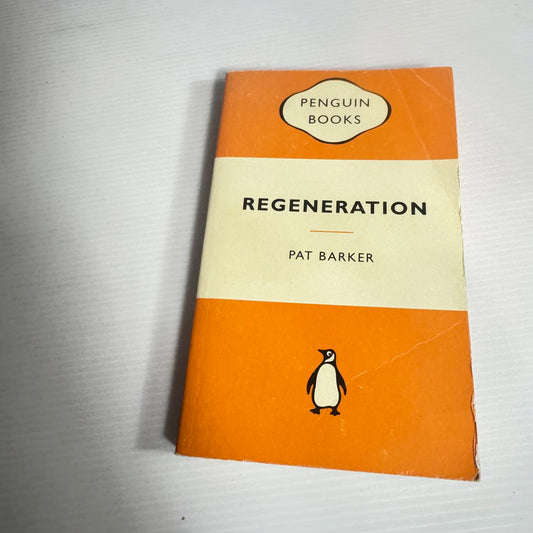 PENGUIN
BOOKS
REGENERATION
PAT BARKER